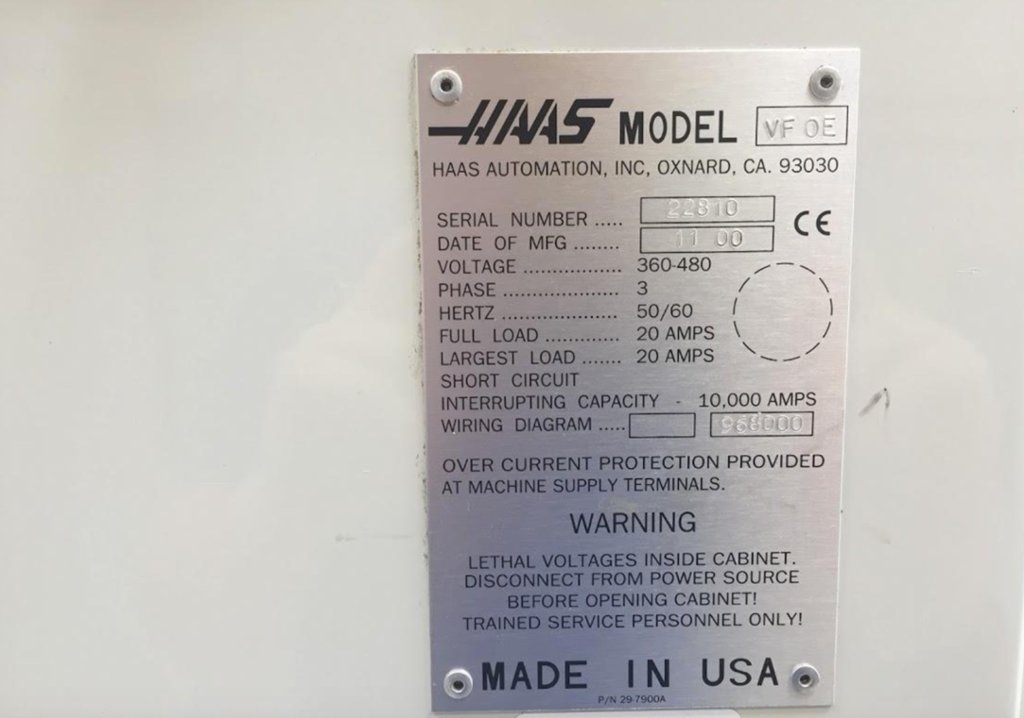 HAAS MODEL VF 0E
HAAS AUTOMATION, INC, OXNARD, CA. 93030
SERIAL NUMBER ..... 22810
DATE OF MFG ........ 11 00
CE
VOLTAGE ................. 360-480
PHASE .................... 3
HERTZ .................... 50/60
FULL LOAD ............. 20 AMPS
LARGEST LOAD ....... 20 AMPS
SHORT CIRCUIT
INTERRUPTING CAPACITY - 10,000 AMPS
WIRING DIAGRAM ..... 968000
OVER CURRENT PROTECTION PROVIDED
AT MACHINE SUPPLY TERMINALS.
WARNING
LETHAL VOLTAGES INSIDE CABINET.
DISCONNECT FROM POWER SOURCE
BEFORE OPENING CABINET!
TRAINED SERVICE PERSONNEL ONLY!
MADE IN USA
P/N 29-7900A